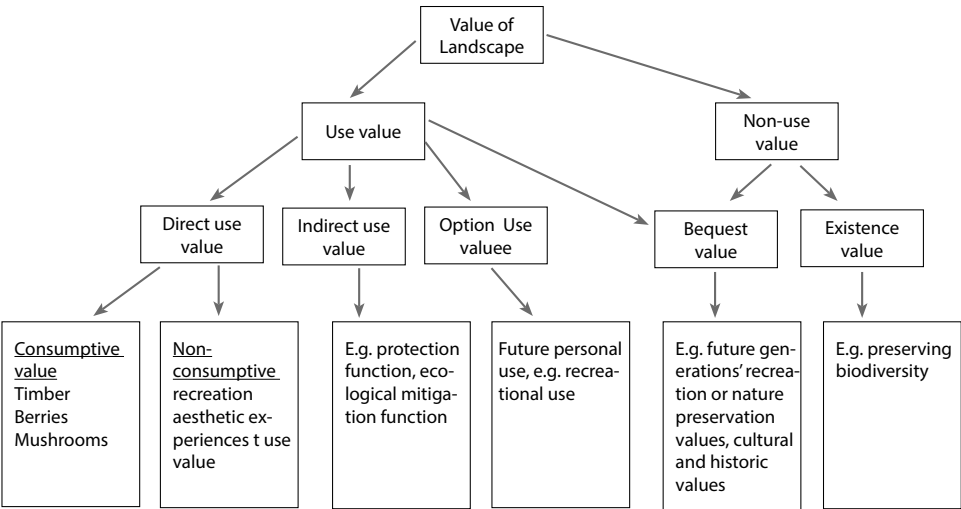 Value of
Landscape
Use value
Non-use
value
Direct use
value
Indirect use
value
Option Use
valuee
Bequest
value
Existence
value
Consumptive
value
Timber
Berries
Mushrooms
Non-
consumptive
recreation
aesthetic ex-
periences t use
value
E.g. protection
function, eco-
logical mitiga-
tion function
Future personal
use, e.g. recrea-
tional use
E.g. future gen-
erations’ recrea-
tion or nature
preservation
values, cultural
and historic
values
E.g. preserving
biodiversity